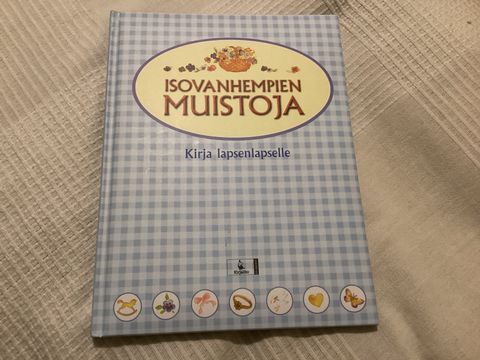 ISOVANHEMPIEN
MUISTOJA
Kirja lapsenlapselle